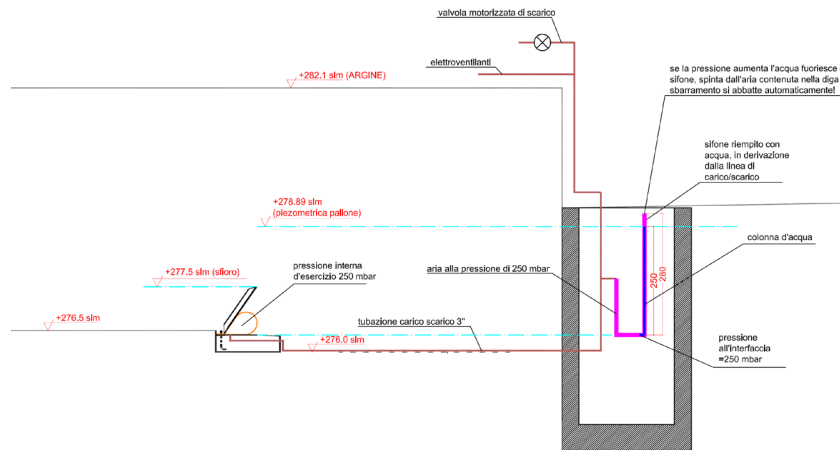 valvola motorizzata di scarico
elettroventilanti
+282.1 slm (ARGINE)
se la pressione aumenta l'acqua fuoriesce
sifone, spinta dall'aria contenuta nella diga
sbarramento si abbatte automaticamente!
sifone riempito con
acqua, in derivazione
dalla linea di
carico/scarico
+278.89 slm
(piezometrica pallone)
colonna d'acqua
+277.5 slm (sfioro)
pressione interna
d'esercizio 250 mbar
aria alla pressione di 250 mbar
250
280
+276.5 slm
tubazione carico scarico 3"
+276.0 slm
pressione
all'interfaccia
=250 mbar